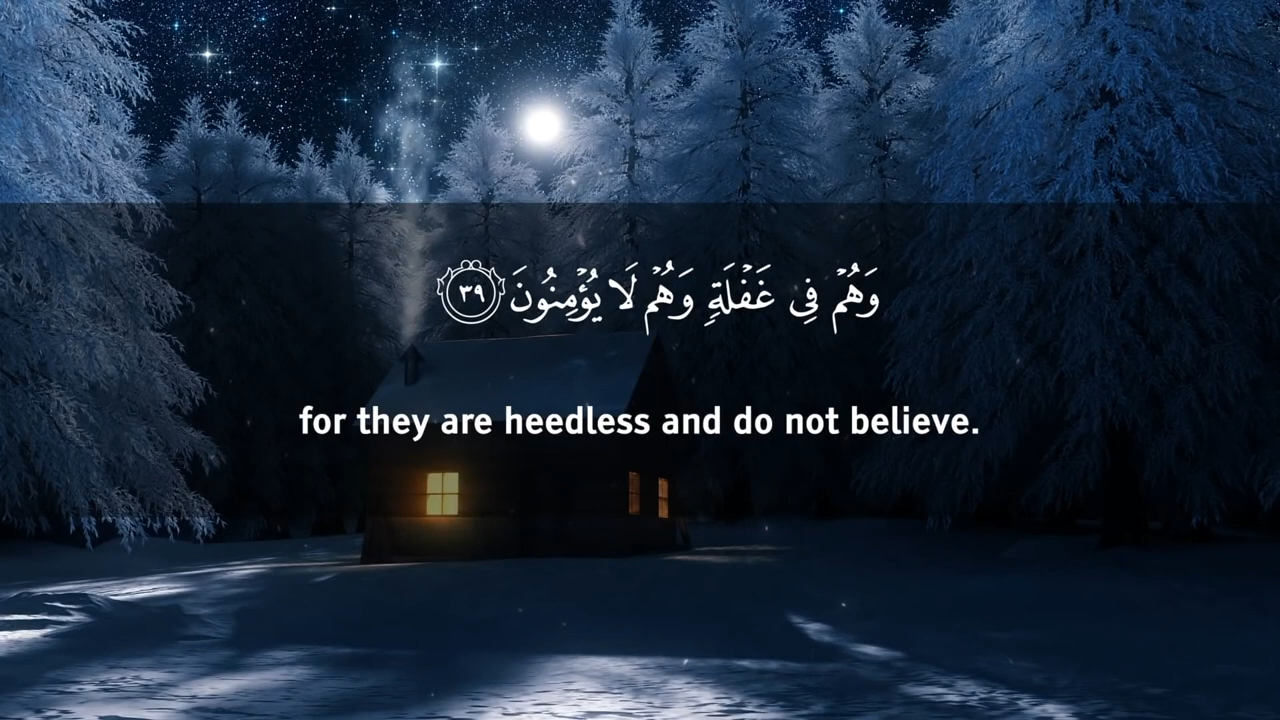 وَهُمۡ فِي غَفۡلَةٖ وَهُمۡ لَا يُؤۡمِنُونَ ٣٩
for they are heedless and do not believe.